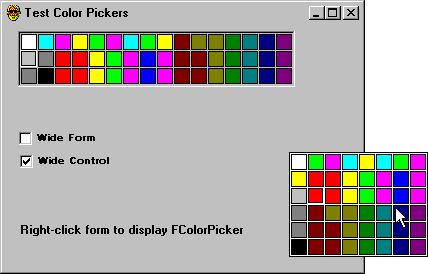 Test Color Pickers
Wide Form
Wide Control
Right-click form to display FColorPicker